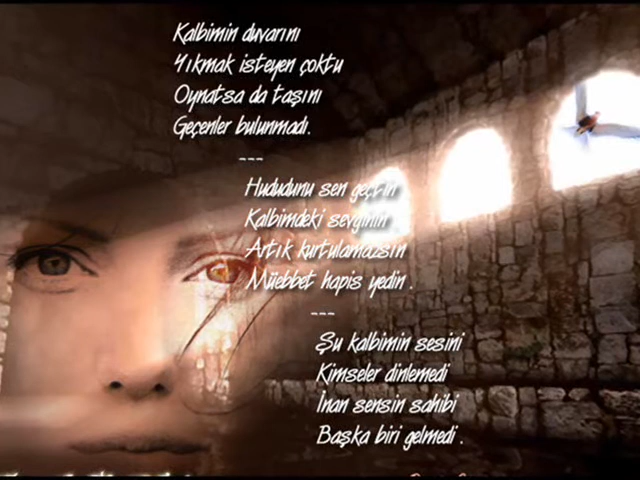 Kalbimin duvarını
Yıkmak isteyen çoktu
Oynatsa da taşını
Geçenler bulunmadı.
---
Hududunu sen geçtin
Kalbimdeki sevginin
Artık kurtulamazsın
Müebbet hapis yedin .
---
Şu kalbimin sesini
Kimseler dinlemedi
İnan sensin sahibi
Başka biri gelmedi .